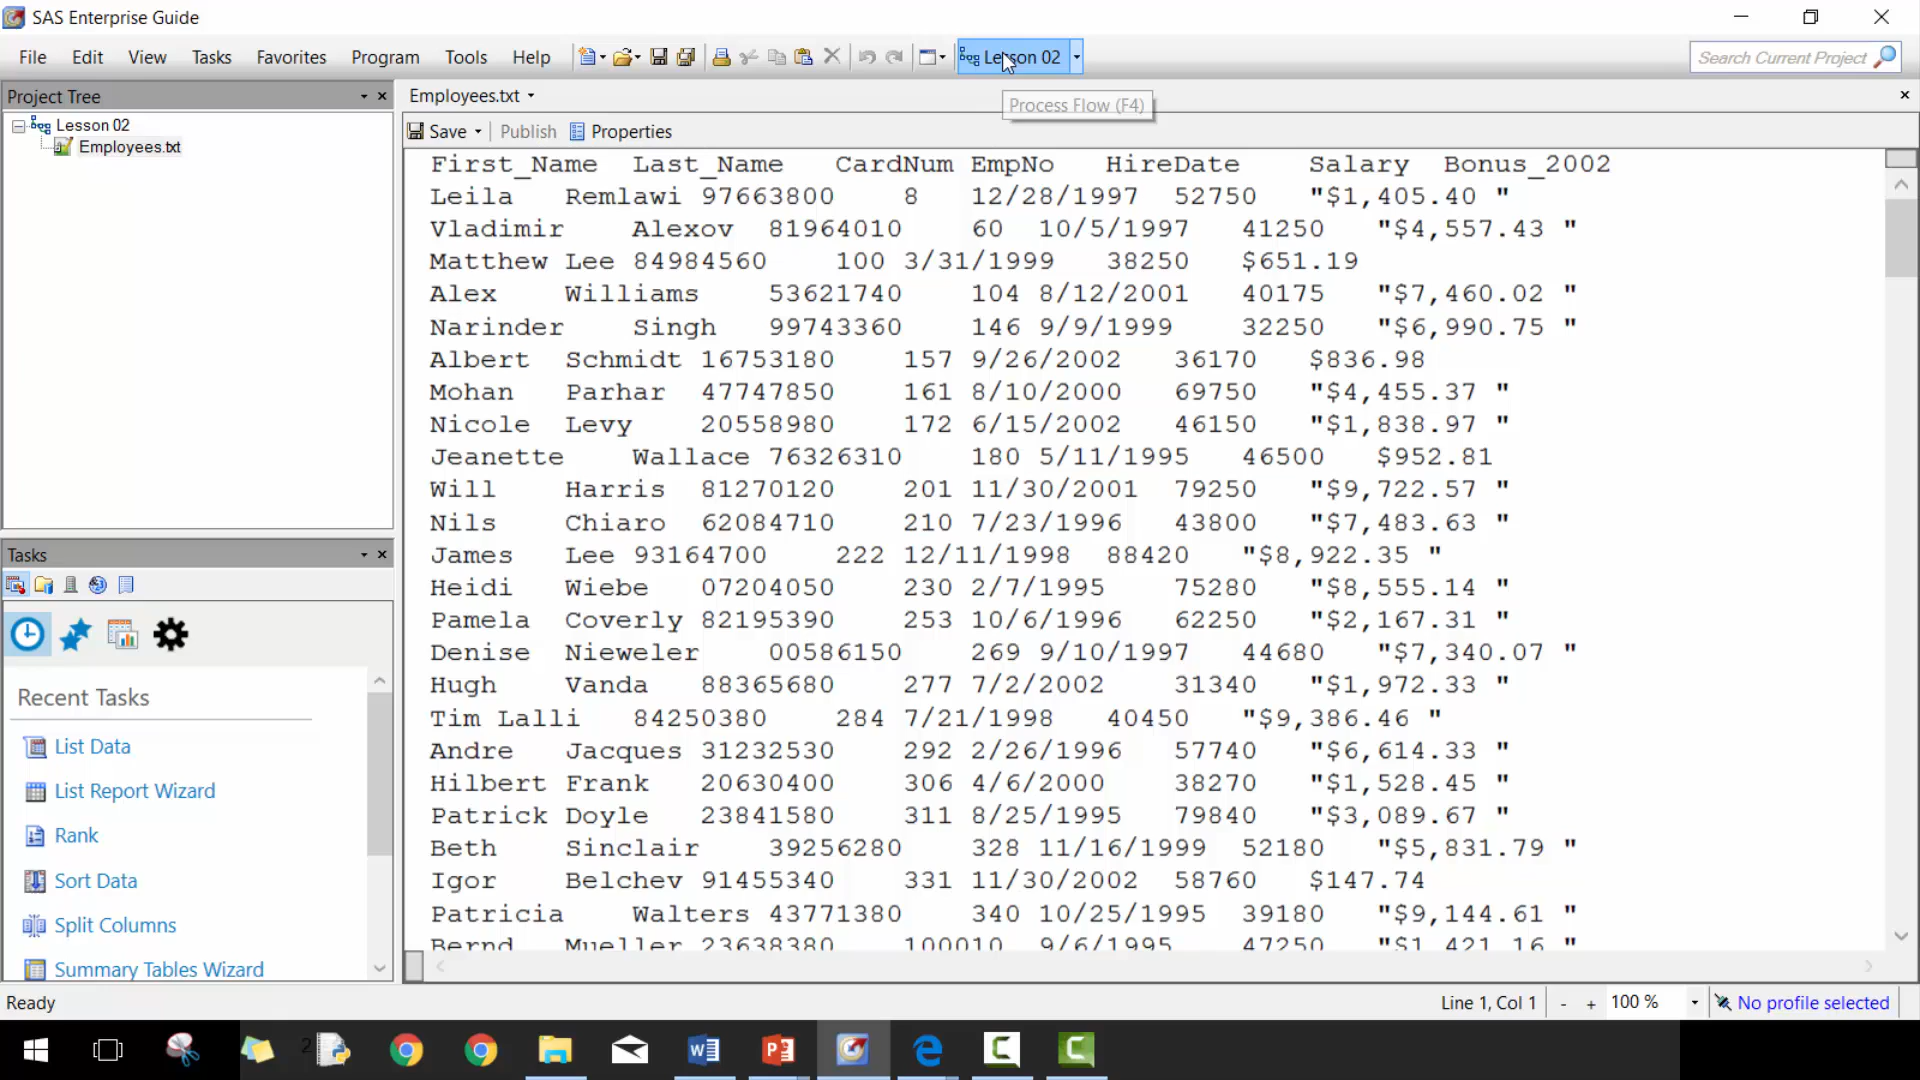 SAS Enterprise Guide
File Edit View Tasks Favorites Program Tools Help Lesson 02 Search Current Project
Project Tree
Employees.txt
Process Flow (F4)
Lesson 02
Employees.txt
Save Publish Properties
First_Name Last_Name CardNum EmpNo HireDate Salary Bonus_2002
Leila Remlawi 97663800 8 12/28/1997 52750 "$1,405.40 "
Vladimir Alexov 81964010 60 10/5/1997 41250 "$4,557.43 "
Matthew Lee 84984560 100 3/31/1999 38250 $651.19
Alex Williams 53621740 104 8/12/2001 40175 "$7,460.02 "
Narinder Singh 99743360 146 9/9/1999 32250 "$6,990.75 "
Albert Schmidt 16753180 157 9/26/2002 36170 $836.98
Mohan Parhar 47747850 161 8/10/2000 69750 "$4,455.37 "
Nicole Levy 20558980 172 6/15/2002 46150 "$1,838.97 "
Jeanette Wallace 76326310 180 5/11/1995 46500 $952.81
Will Harris 81270120 201 11/30/2001 79250 "$9,722.57 "
Nils Chiaro 62084710 210 7/23/1996 43800 "$7,483.63 "
James Lee 93164700 222 12/11/1998 88420 "$8,922.35 "
Heidi Wiebe 07204050 230 2/7/1995 75280 "$8,555.14 "
Pamela Coverly 82195390 253 10/6/1996 62250 "$2,167.31 "
Denise Nieweler 00586150 269 9/10/1997 44680 "$7,340.07 "
Hugh Vanda 88365680 277 7/2/2002 31340 "$1,972.33 "
Tim Lalli 84250380 284 7/21/1998 40450 "$9,386.46 "
Andre Jacques 31232530 292 2/26/1996 57740 "$6,614.33 "
Hilbert Frank 20630400 306 4/6/2000 38270 "$1,528.45 "
Patrick Doyle 23841580 311 8/25/1995 79840 "$3,089.67 "
Beth Sinclair 39256280 328 11/16/1999 52180 "$5,831.79 "
Igor Belchev 91455340 331 11/30/2002 58760 $147.74
Patricia Walters 43771380 340 10/25/1995 39180 "$9,144.61 "
Bernd Mueller 23638380 100010 9/6/1995 47250 "$1,421.16 "
Tasks
Recent Tasks
List Data
List Report Wizard
Rank
Sort Data
Split Columns
Summary Tables Wizard
Ready
Line 1, Col 1 - + 100 % No profile selected